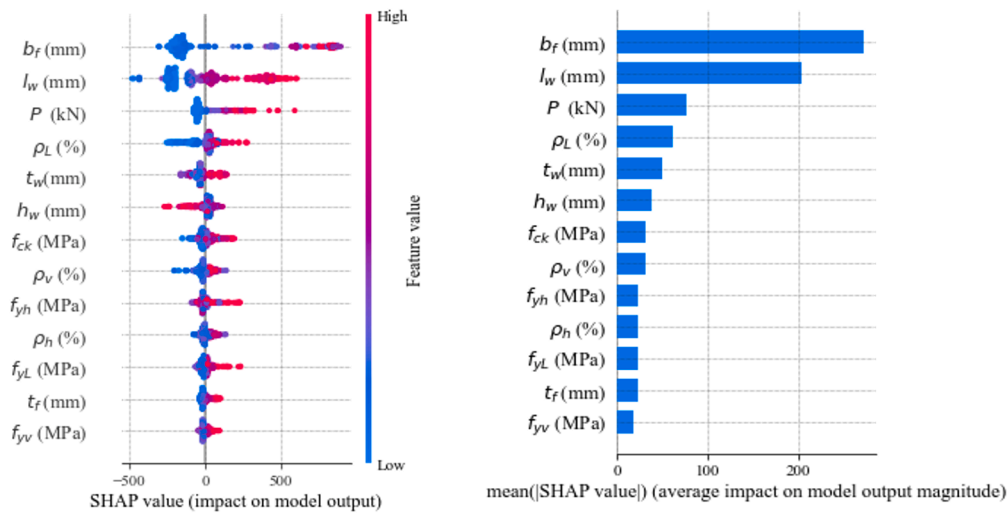 High
b_f (mm)
l_w (mm)
P (kN)
ρ_L (%)
t_w(mm)
h_w (mm)
f_ck (MPa)
ρ_v (%)
f_yh (MPa)
ρ_h (%)
f_yL (MPa)
t_f (mm)
f_yv (MPa)
Feature value
Low
−500 0 500
SHAP value (impact on model output)
b_f (mm)
l_w (mm)
P (kN)
ρ_L (%)
t_w(mm)
h_w (mm)
f_ck (MPa)
ρ_v (%)
f_yh (MPa)
ρ_h (%)
f_yL (MPa)
t_f (mm)
f_yv (MPa)
0 100 200
mean(|SHAP value|) (average impact on model output magnitude)